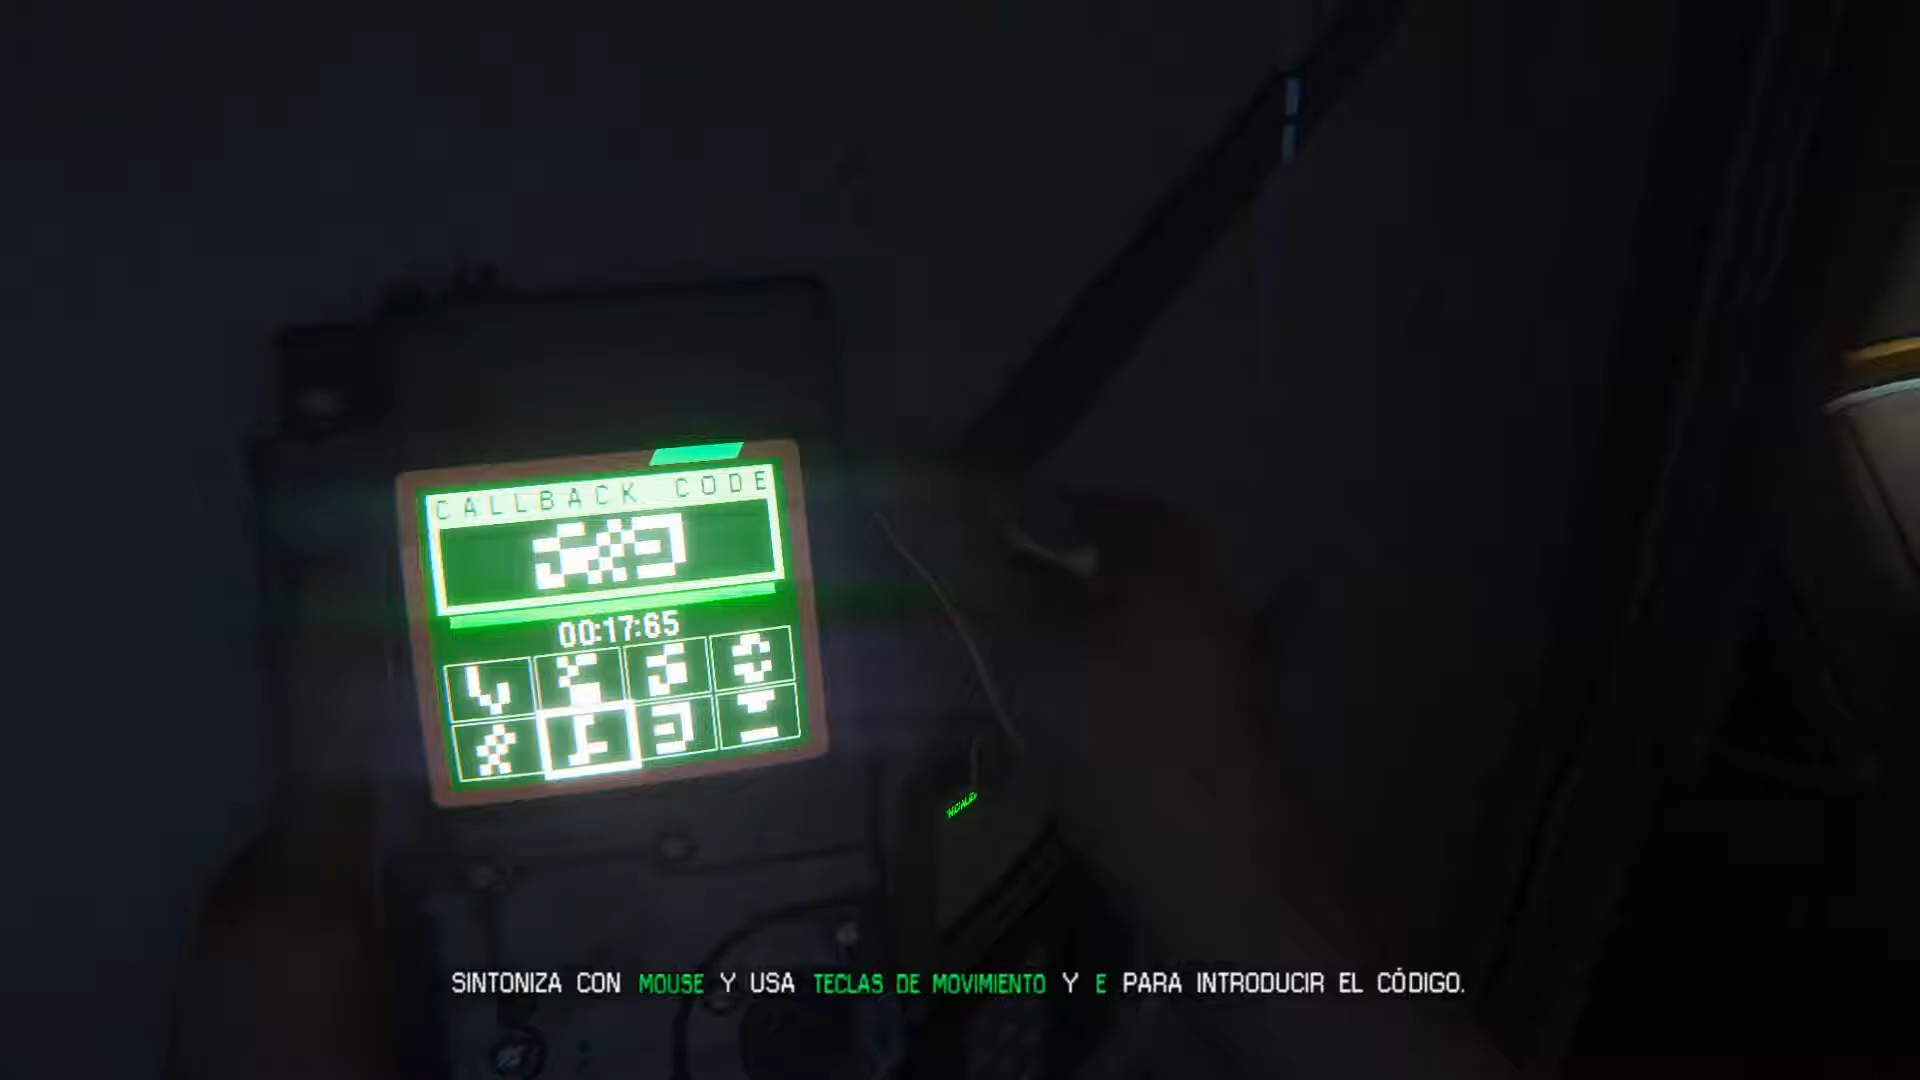 CALLBACK CODE
00:17:65
SINTONIZA CON MOUSE Y USA TECLAS DE MOVIMIENTO Y E PARA INTRODUCIR EL CÓDIGO.